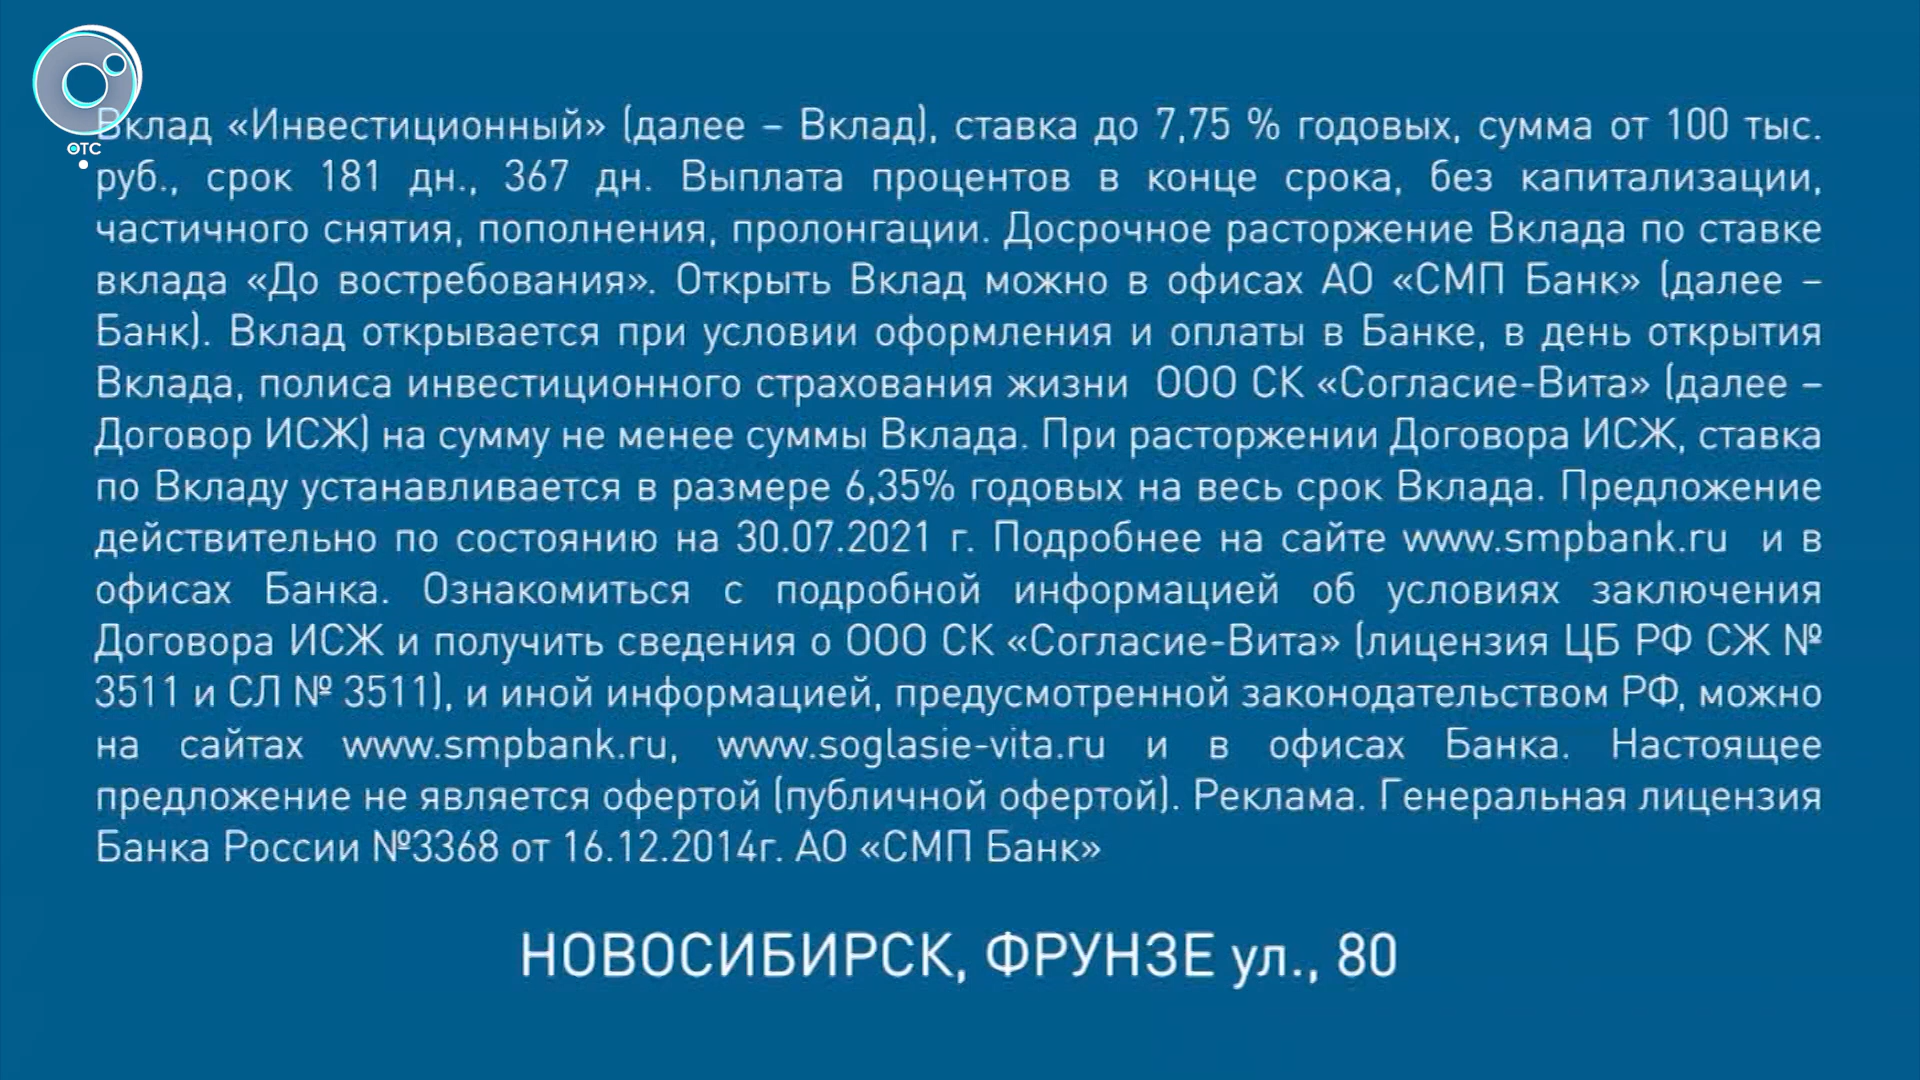 ОТС
Вклад «Инвестиционный» (далее – Вклад), ставка до 7,75 % годовых, сумма от 100 тыс.
руб., срок 181 дн., 367 дн. Выплата процентов в конце срока, без капитализации,
частичного снятия, пополнения, пролонгации. Досрочное расторжение Вклада по ставке
вклада «До востребования». Открыть Вклад можно в офисах АО «СМП Банк» (далее –
Банк). Вклад открывается при условии оформления и оплаты в Банке, в день открытия
Вклада, полиса инвестиционного страхования жизни ООО СК «Согласие-Вита» (далее –
Договор ИСЖ) на сумму не менее суммы Вклада. При расторжении Договора ИСЖ, ставка
по Вкладу устанавливается в размере 6,35% годовых на весь срок Вклада. Предложение
действительно по состоянию на 30.07.2021 г. Подробнее на сайте www.smpbank.ru и в
офисах Банка. Ознакомиться с подробной информацией об условиях заключения
Договора ИСЖ и получить сведения о ООО СК «Согласие-Вита» (лицензия ЦБ РФ СЖ №
3511 и СЛ № 3511), и иной информацией, предусмотренной законодательством РФ, можно
на сайтах www.smpbank.ru, www.soglasie-vita.ru и в офисах Банка. Настоящее
предложение не является офертой (публичной офертой). Реклама. Генеральная лицензия
Банка России №3368 от 16.12.2014г. АО «СМП Банк»
НОВОСИБИРСК, ФРУНЗЕ ул., 80